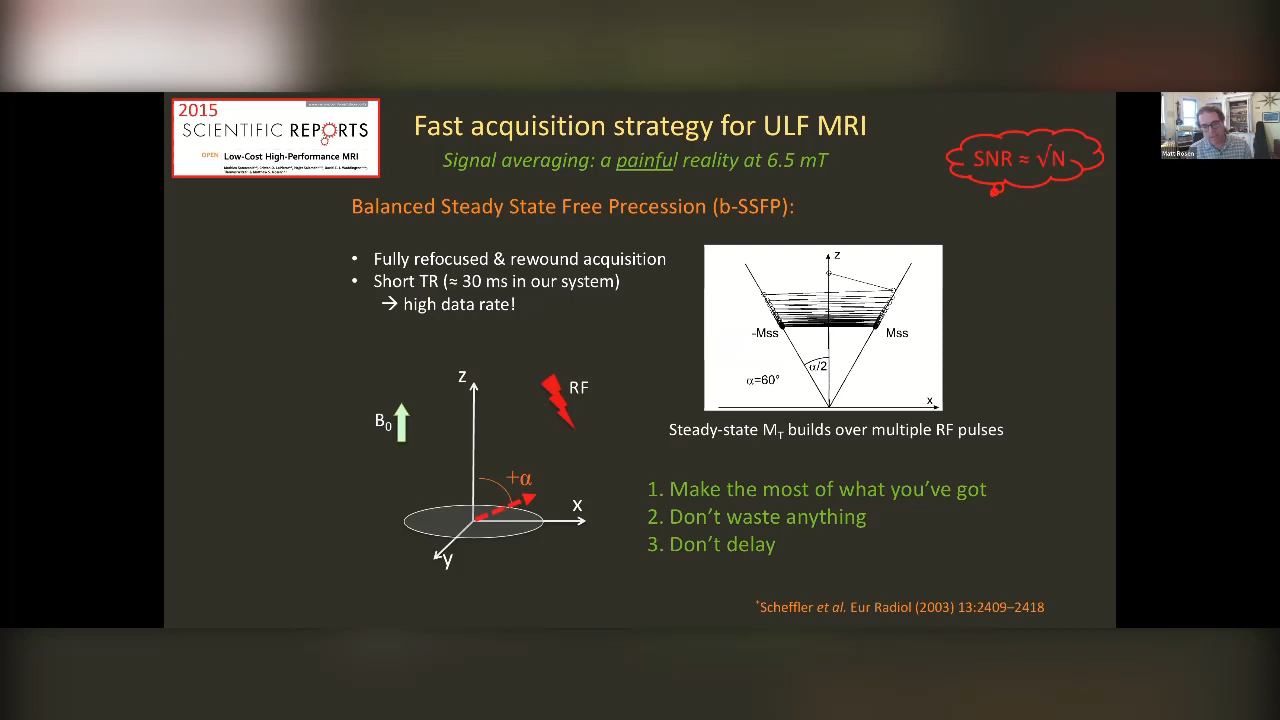 2015
SCIENTIFIC REPORTS
OPEN Low-Cost High-Performance MRI
Fast acquisition strategy for ULF MRI
Signal averaging: a painful reality at 6.5 mT
SNR ≈ √N
Matt Rosen
Balanced Steady State Free Precession (b-SSFP):
• Fully refocused & rewound acquisition
• Short TR (≈ 30 ms in our system)
→ high data rate!
z
-Mss
Mss
α/2
α=60°
x
Steady-state MT builds over multiple RF pulses
z
RF
B0
+α
x
y
1. Make the most of what you've got
2. Don't waste anything
3. Don't delay
*Scheffler et al. Eur Radiol (2003) 13:2409–2418